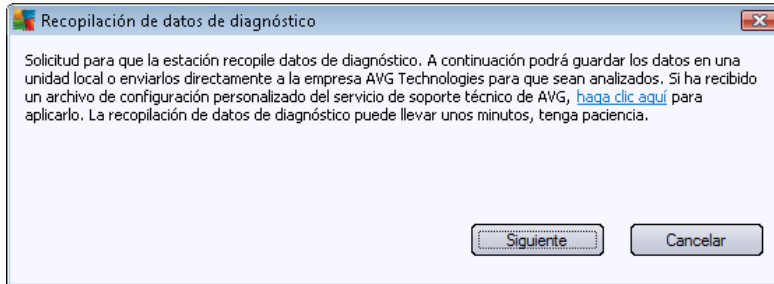 Recopilación de datos de diagnóstico
Solicitud para que la estación recopile datos de diagnóstico. A continuación podrá guardar los datos en una
unidad local o enviarlos directamente a la empresa AVG Technologies para que sean analizados. Si ha recibido
un archivo de configuración personalizado del servicio de soporte técnico de AVG, haga clic aquí para
aplicarlo. La recopilación de datos de diagnóstico puede llevar unos minutos, tenga paciencia.
Siguiente
Cancelar